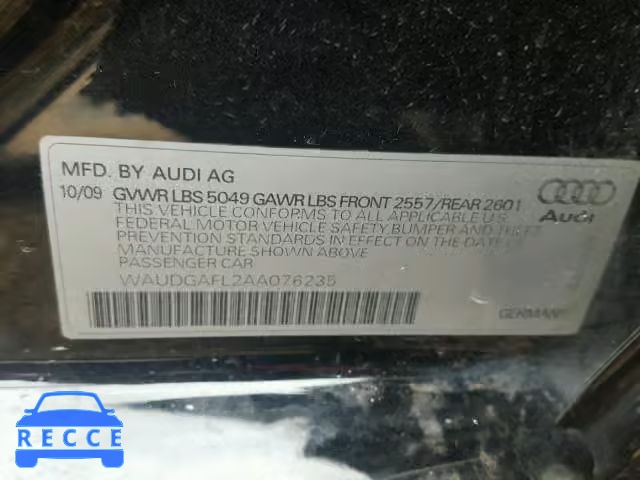 MFD. BY AUDI AG
10/09 GVWR LBS 5049 GAWR LBS FRONT 2557/REAR 2601
THIS VEHICLE CONFORMS TO ALL APPLICABLE U.S.
FEDERAL MOTOR VEHICLE SAFETY BUMPER AND THEFT
PREVENTION STANDARDS IN EFFECT ON THE DATE OF
MANUFACTURE SHOWN ABOVE
PASSENGER CAR
WAUDGAFL2AA076235
Audi
GERMANY
RECCE